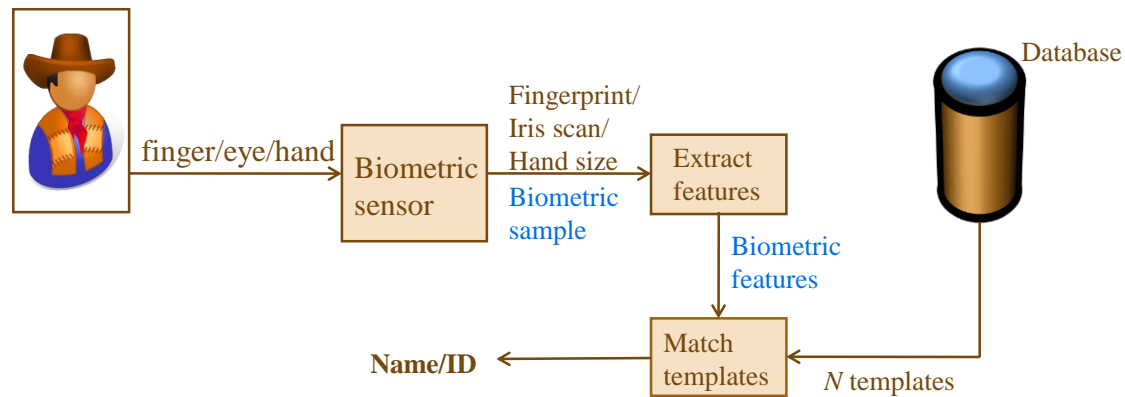 finger/eye/hand
Biometric
sensor
Fingerprint/
Iris scan/
Hand size
Biometric
sample
Extract
features
Database
Biometric
features
Match
templates
N templates
Name/ID